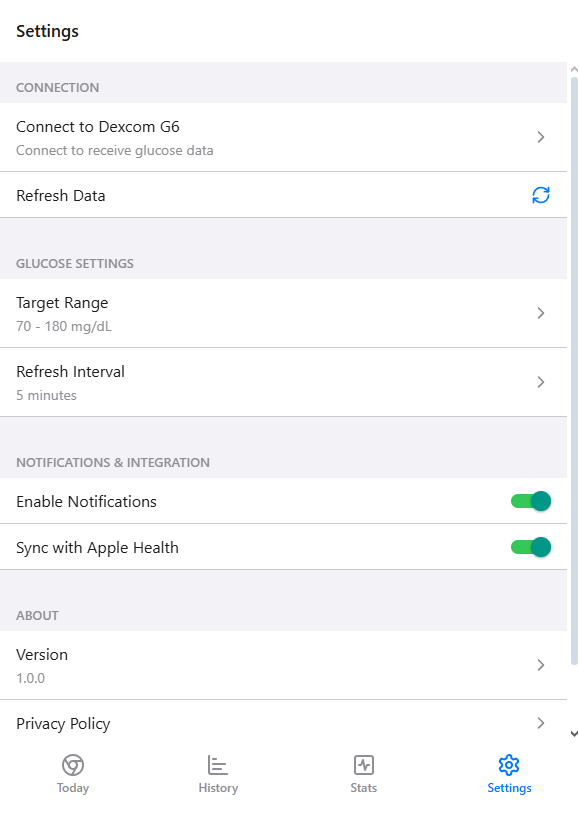 Settings
CONNECTION
Connect to Dexcom G6
Connect to receive glucose data
Refresh Data
GLUCOSE SETTINGS
Target Range
70 - 180 mg/dL
Refresh Interval
5 minutes
NOTIFICATIONS & INTEGRATION
Enable Notifications
Sync with Apple Health
ABOUT
Version
1.0.0
Privacy Policy
Today History Stats Settings